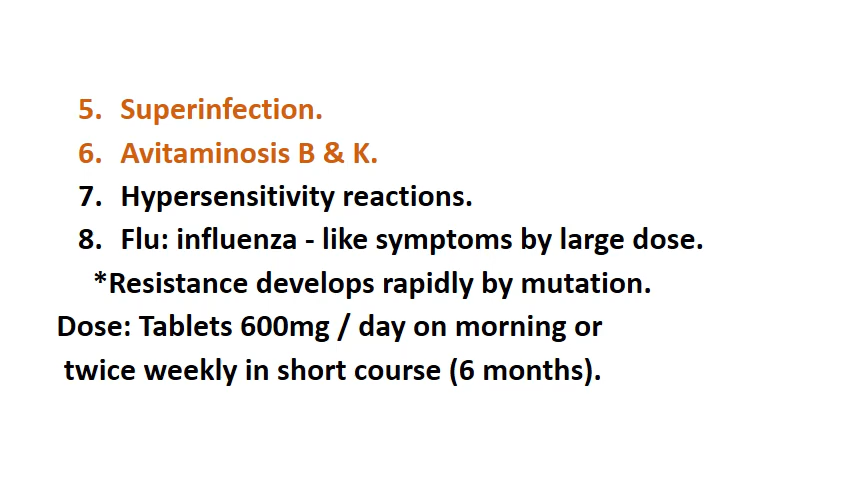 5. Superinfection.
6. Avitaminosis B & K.
7. Hypersensitivity reactions.
8. Flu: influenza - like symptoms by large dose.
*Resistance develops rapidly by mutation.
Dose: Tablets 600mg / day on morning or
twice weekly in short course (6 months).